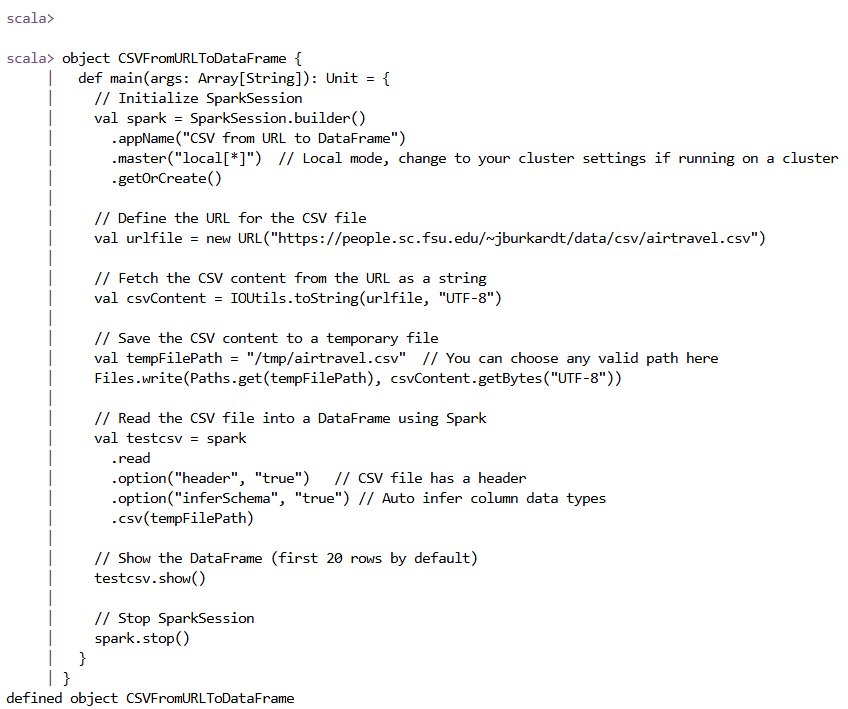 scala>
scala> object CSVFromURLToDataFrame {
     |   def main(args: Array[String]): Unit = {
     |     // Initialize SparkSession
     |     val spark = SparkSession.builder()
     |       .appName("CSV from URL to DataFrame")
     |       .master("local[*]")  // Local mode, change to your cluster settings if running on a cluster
     |       .getOrCreate()
     |
     |     // Define the URL for the CSV file
     |     val urlfile = new URL("https://people.sc.fsu.edu/~jburkardt/data/csv/airtravel.csv")
     |
     |     // Fetch the CSV content from the URL as a string
     |     val csvContent = IOUtils.toString(urlfile, "UTF-8")
     |
     |     // Save the CSV content to a temporary file
     |     val tempFilePath = "/tmp/airtravel.csv"  // You can choose any valid path here
     |     Files.write(Paths.get(tempFilePath), csvContent.getBytes("UTF-8"))
     |
     |     // Read the CSV file into a DataFrame using Spark
     |     val testcsv = spark
     |       .read
     |       .option("header", "true")   // CSV file has a header
     |       .option("inferSchema", "true") // Auto infer column data types
     |       .csv(tempFilePath)
     |
     |     // Show the DataFrame (first 20 rows by default)
     |     testcsv.show()
     |
     |     // Stop SparkSession
     |     spark.stop()
     |   }
     | }
defined object CSVFromURLToDataFrame